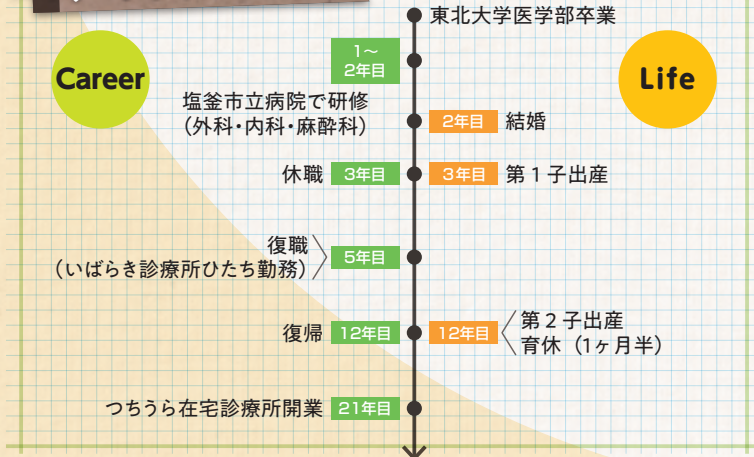 東北大学医学部卒業
Career
Life
1～
2年目
塩釜市立病院で研修
（外科・内科・麻酔科）
2年目 結婚
休職 3年目
3年目 第1子出産
復職
（いばらき診療所ひたち勤務）
5年目
復帰 12年目
12年目
第2子出産
育休（1ヶ月半）
つちうら在宅診療所開業 21年目